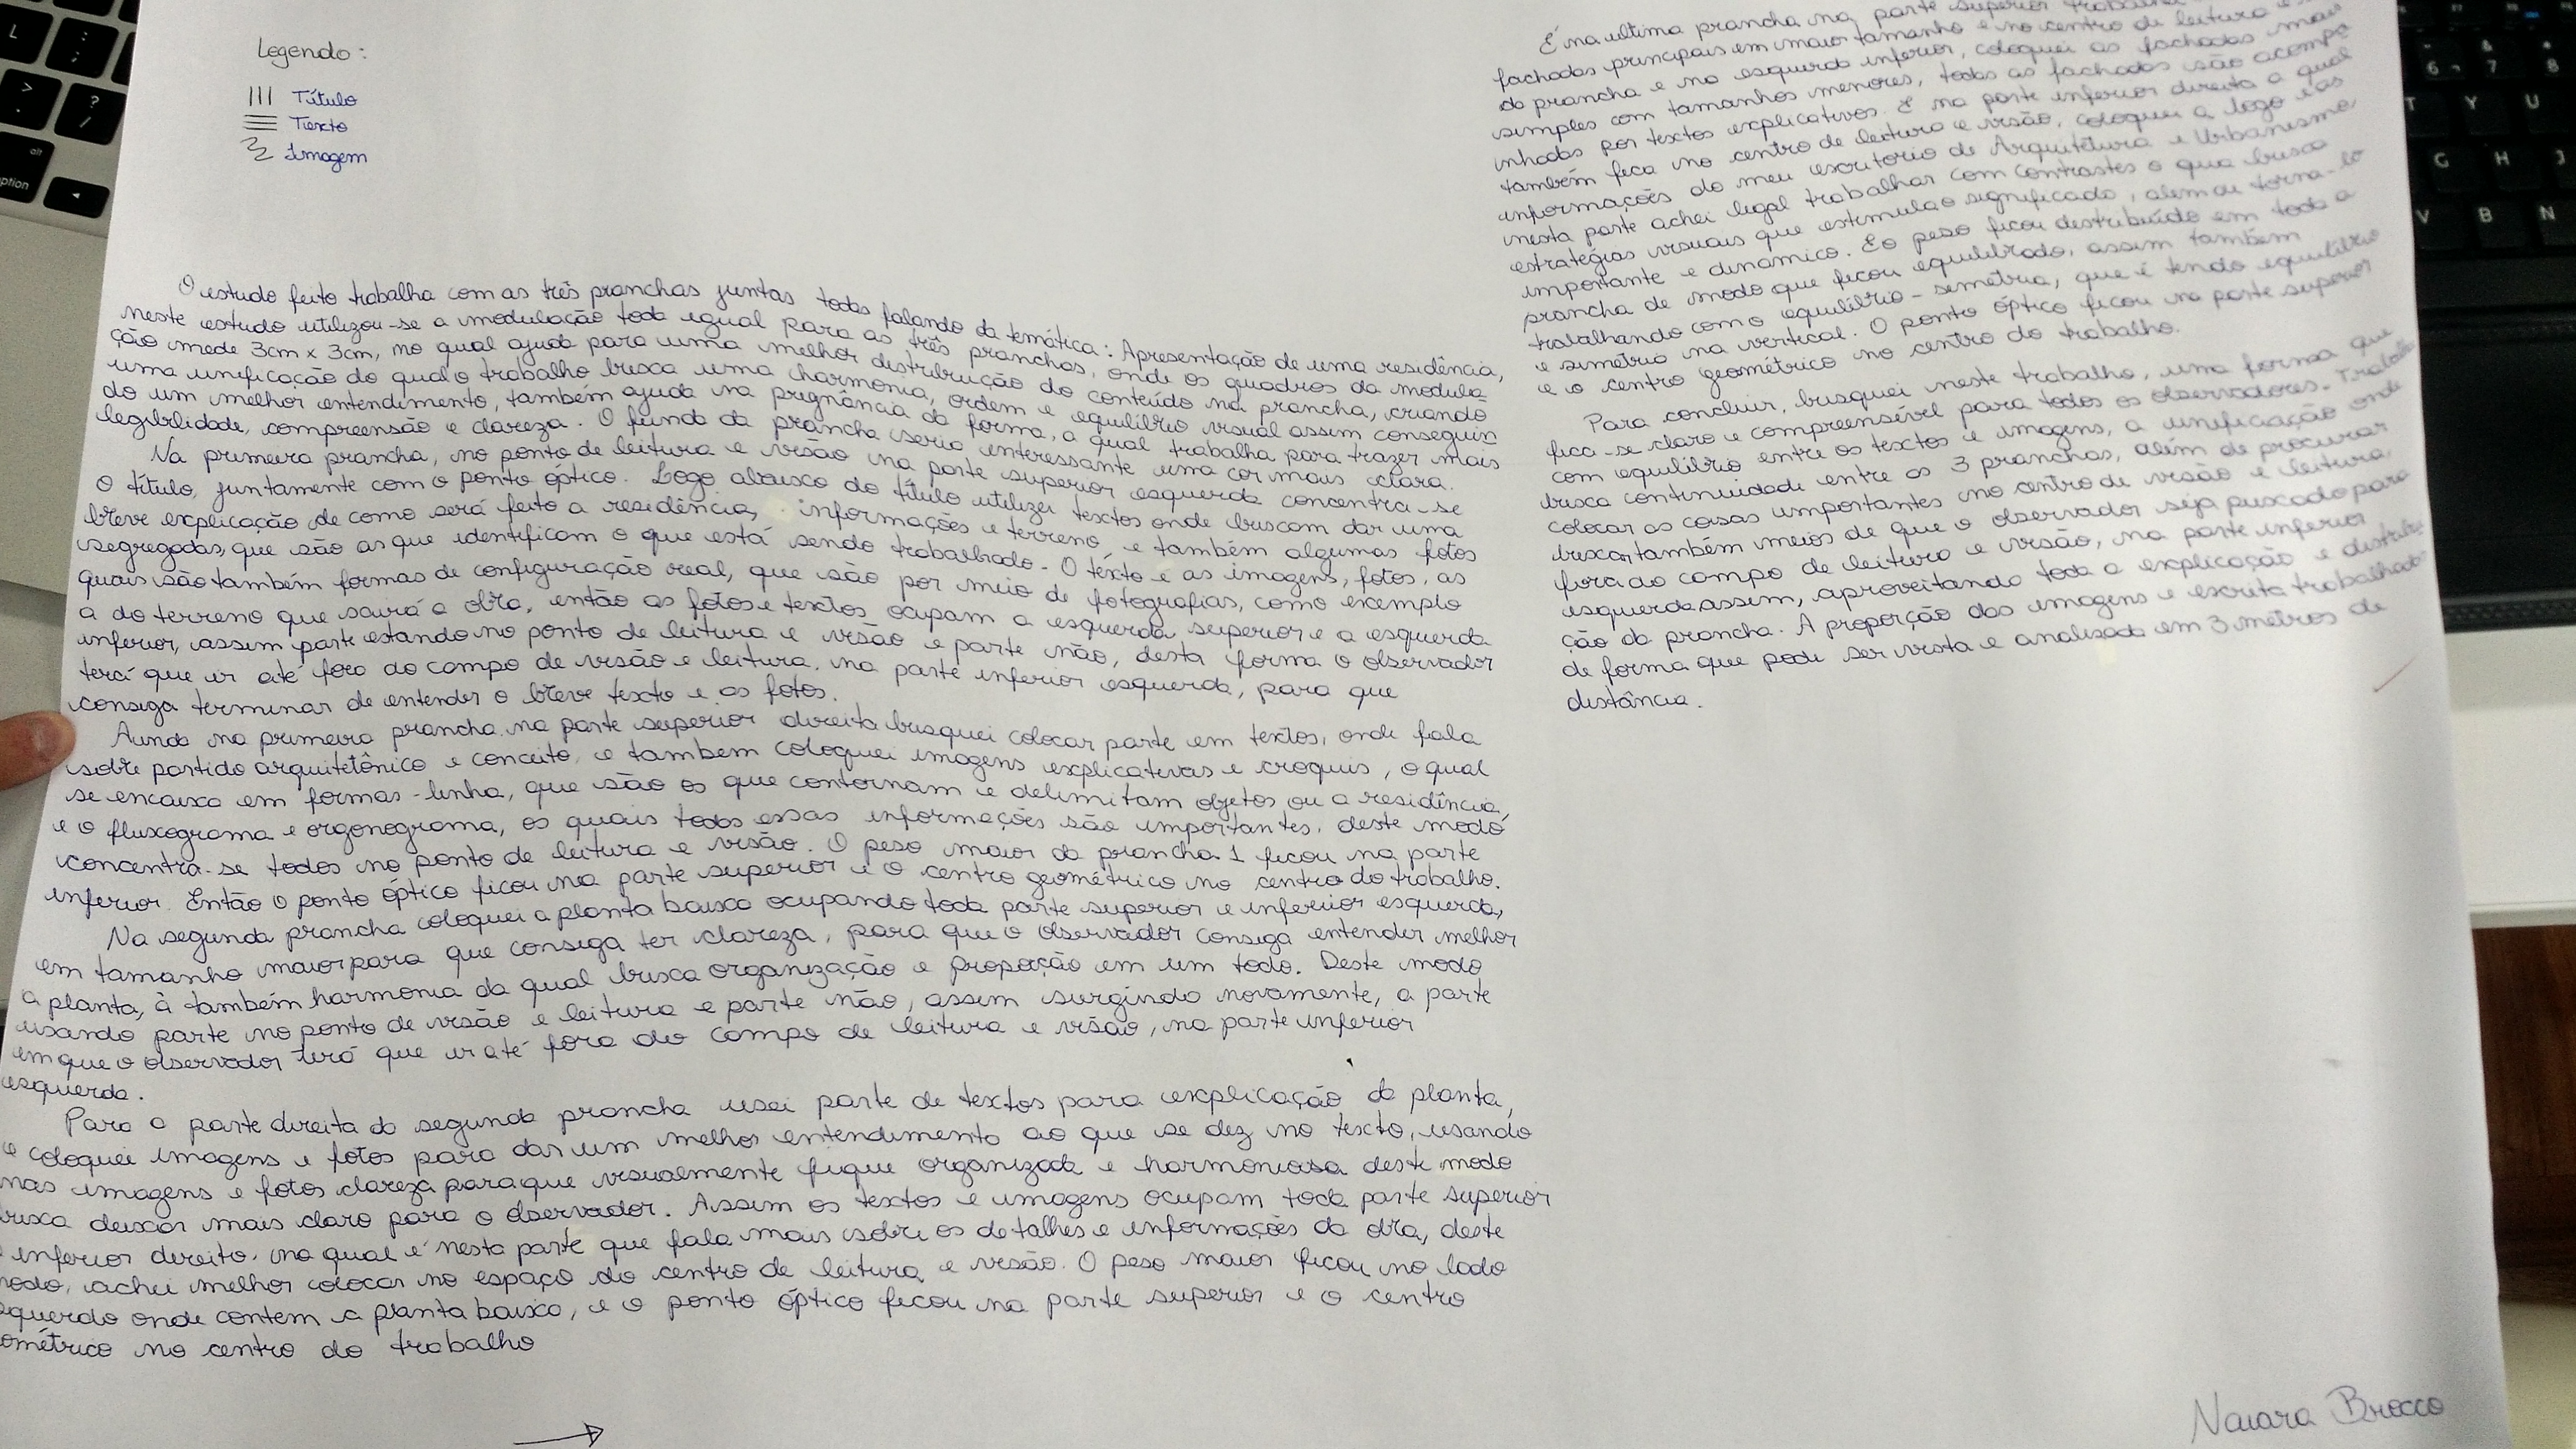 Legenda:
Título
Texto
Imagem
O estudo feito trabalha com as três pranchas juntas todas falando da temática: Apresentação de uma residência,
neste estudo utilizou-se a modulação toda igual para as três pranchas, onde os quadros da modula-
ção mede 3cm x 3cm, no qual ajuda para uma melhor distribuição do conteúdo na prancha, criando
uma unificação do qual o trabalho busca uma charmonia, ordem e equilíbrio visual assim conseguin
do um melhor entendimento, também ajuda na pregnância da forma, a qual trabalha para trazer mais
legibilidade, compreensão e clareza. O fundo da prancha seria interessante uma cor mais clara.
Na primeira prancha, no ponto de leitura e visão na parte superior esquerda concentra-se
o título, juntamente com o ponto óptico. Logo abaixo do título utilizei textos onde buscam dar uma
breve explicação de como será feito a residência, informações e terreno, e também algumas fotos
segregadas, que são as que identificam o que está sendo trabalhado. O texto e as imagens, fotos, as
quais são também formas de configuração real, que são por meio de fotografias, como exemplo
a do terreno que sairá a obra, então as fotos e textos ocupam a esquerda superior e a esquerda
inferior, assim parte estando no ponto de leitura e visão e parte não, desta forma o observador
terá que ir até fora do campo de visão e leitura, na parte inferior esquerda, para que
consiga terminar de entender o breve texto e as fotos.
Ainda na primeira prancha na parte superior direita busquei colocar parte em textos, onde fala
sobre partido arquitetônico e conceito, e também coloquei imagens explicativas e croquis, o qual
se encaixa em formas-linha, que são os que contornam e delimitam objetos ou a residência,
e o fluxograma e orgonograma, os quais todos essas informações são importantes, deste modo
concentra-se todos no ponto de leitura e visão. O peso maior da prancha 1 ficou na parte
inferior. Então o ponto óptico ficou na parte superior e o centro geométrico no centro do trabalho.
Na segunda prancha coloquei a planta baixa ocupando toda parte superior e inferior esquerda,
em tamanho maior para que consiga ter clareza, para que o observador consiga entender melhor
a planta, à também harmonia da qual busca organização e proporção em um todo. Deste modo
usando parte no ponto de visão e leitura e parte não, assim surgindo novamente, a parte
em que o observador terá que ir até fora do campo de leitura e visão, na parte inferior
esquerda.
Para a parte direita da segunda prancha usei parte de textos para explicação da planta,
e coloquei imagens e fotos para dar um melhor entendimento ao que se dez no texto, usando
nas imagens e fotos clareza para que visualmente fique organizada e harmoniosa deste modo
busca deixar mais claro para o observador. Assim os textos e imagens ocupam toda parte superior
e inferior direito, na qual é nesta parte que fala mais sobre os detalhes e informações da obra, deste
modo, achei melhor colocar no espaço do centro de leitura e visão. O peso maior ficou no lado
esquerdo onde contem a planta baixa, e o ponto óptico ficou na parte superior e o centro
geométrico no centro do trabalho
É na ultima prancha na parte superior
fachadas principais em maior tamanho e no centro de leitura e
da prancha e na esquerda inferior, coloquei as fachadas mais
simples com tamanhos menores, todas as fachadas são acompa
nhadas por textos explicativos. E na parte inferior direita a qual
também fica no centro de leitura e visão, coloquei a logo e as
informações do meu escritorio de Arquitetura e Urbanismo,
nesta parte achei legal trabalhar com contrastes o qual busca
estratégias visuais que estimula o significado, alem de torna-lo
importante e dinâmico. E o peso ficou distribuído em toda a
prancha de modo que ficou equilibrado, assim também
trabalhando como equilíbrio-semetria, que é tendo equilíbrio
e simétria na vertical. O ponto óptico ficou na parte superior
e o centro geométrico no centro do trabalho.
Para concluir, busquei neste trabalho, uma forma que
fica-se claro e compreensível para todos os observadores. Trabalh
com equilíbrio entre os textos e imagens, a unificação onde
busca continuidade entre as 3 pranchas, além de procurar
colocar as coisas importantes no centro de visão e leitura,
busca também meios de que o observador seja puxado para
fora do campo de leitura e visão, na parte inferior
esquerda assim, aproveitando toda a explicação e distribui
ção da prancha. A proporção das imagens e escrita trabalhada
de forma que pode ser vista e analisada em 3 metros de
distância.
Naiara Brocco